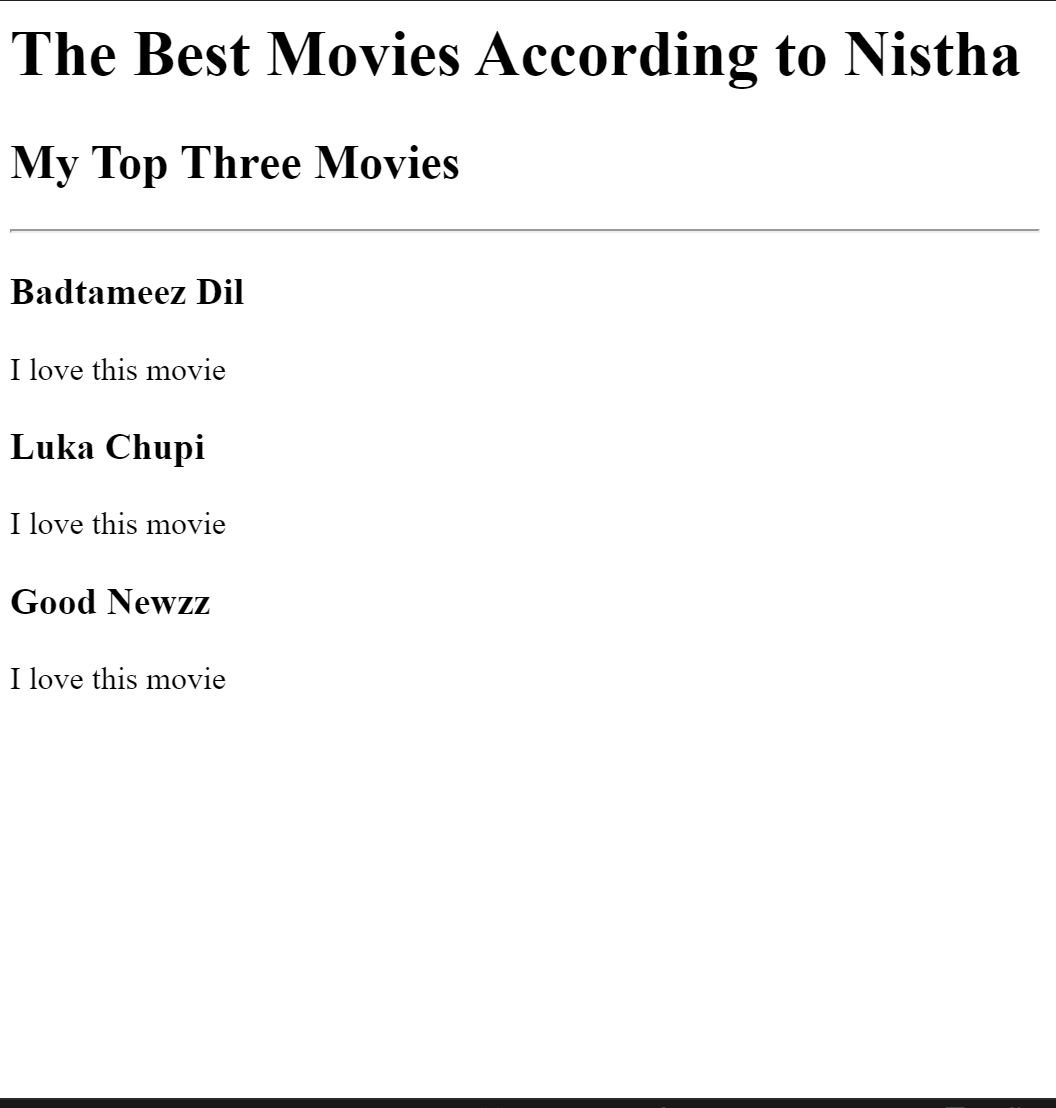 The Best Movies According to Nistha
My Top Three Movies
Badtameez Dil
I love this movie
Luka Chupi
I love this movie
Good Newzz
I love this movie